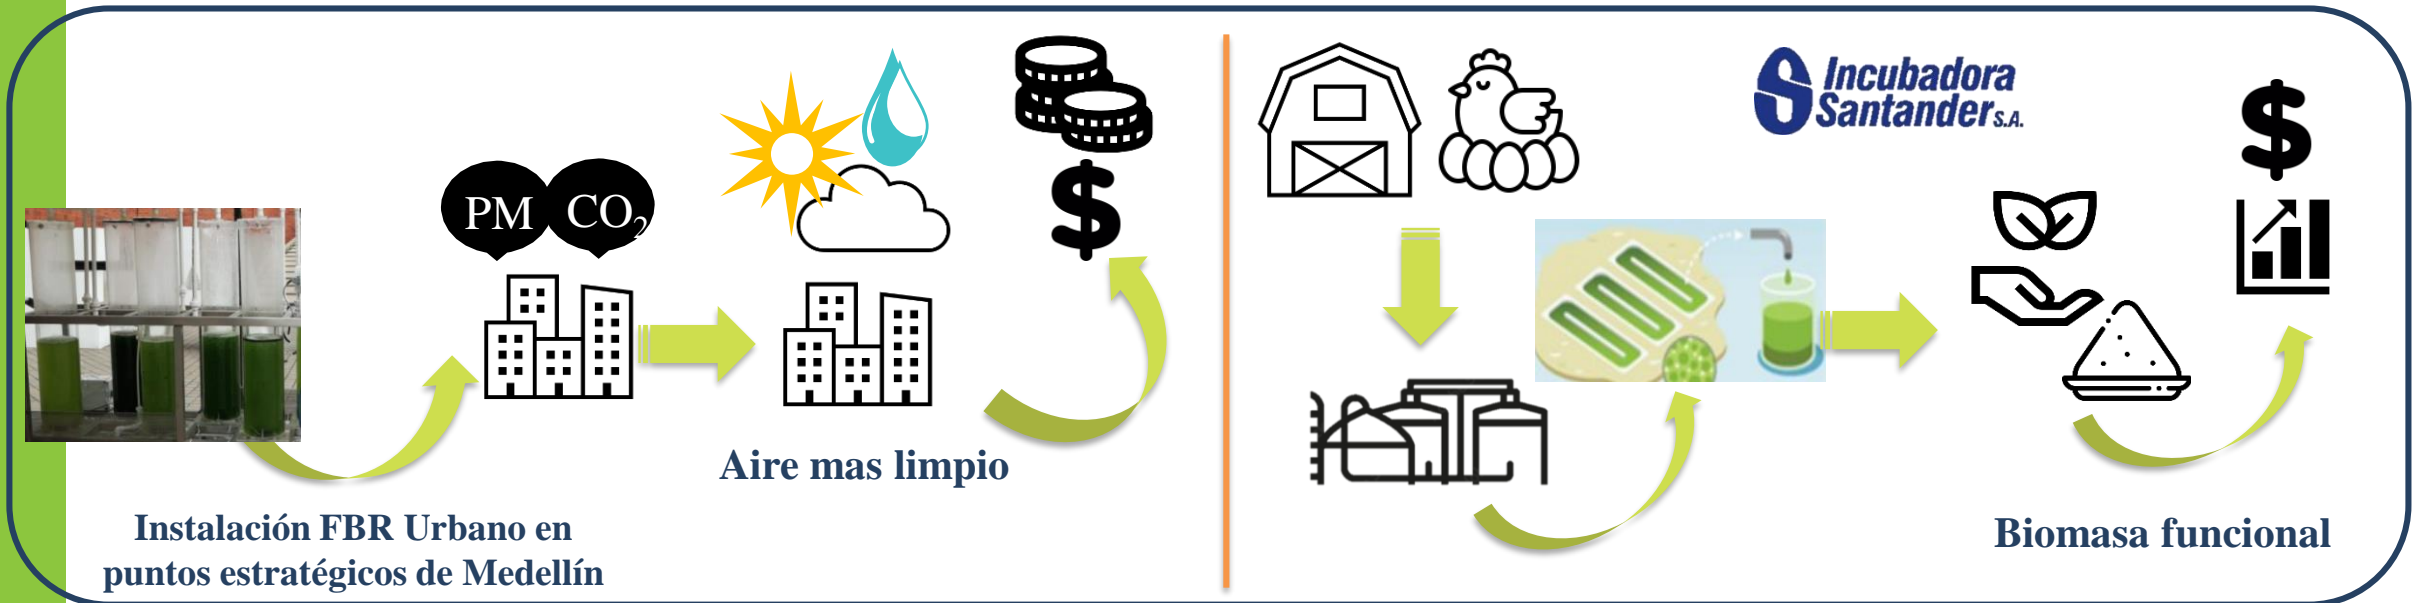 PM
CO₂
Aire mas limpio
Instalación FBR Urbano en
puntos estratégicos de Medellín
Incubadora
Santander S.A.
$
$
Biomasa funcional